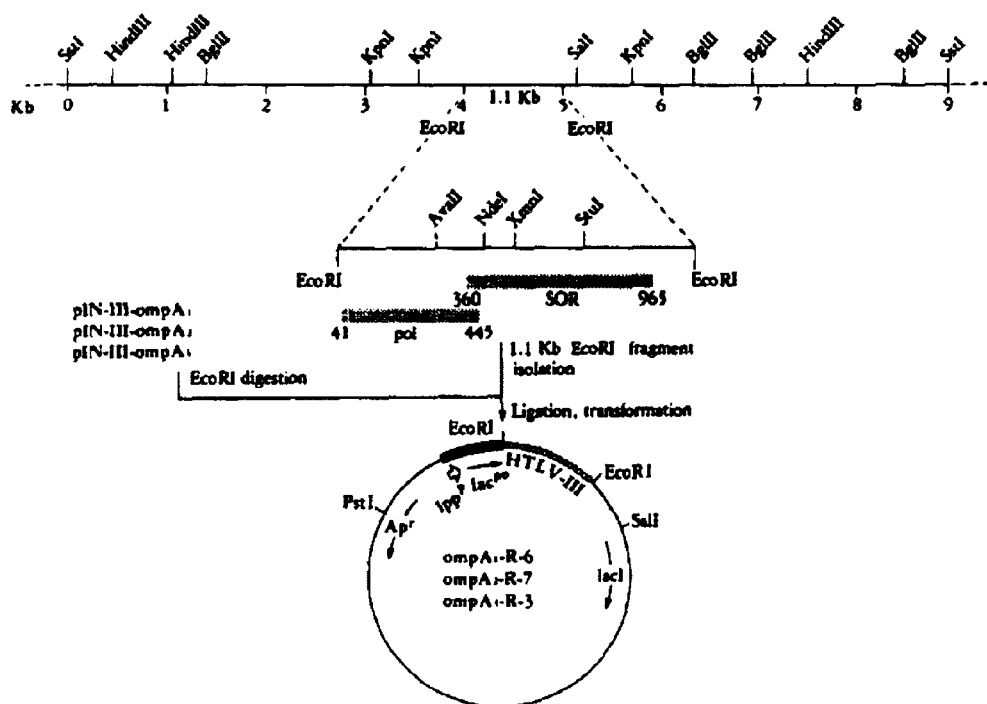 SstI HindIII HindIII BglII KpnI KpnI SalI KpnI BglII BglII HindIII BglII SstI
Kb 0 1 2 3 4 1.1 Kb 5 6 7 8 9
EcoRI EcoRI
AvaII NdeI XmnI StuI
EcoRI EcoRI
360 SOR 965
pIN-III-ompA
pIN-III-ompA
pIN-III-ompA
41 pol 445
1.1 Kb EcoRI fragment
isolation
EcoRI digestion
Ligation, transformation
EcoRI
HTLV-III
EcoRI
lpp lac
PstI
SalI
Apr
lacI
ompA-R-6
ompA-R-7
ompA-R-3